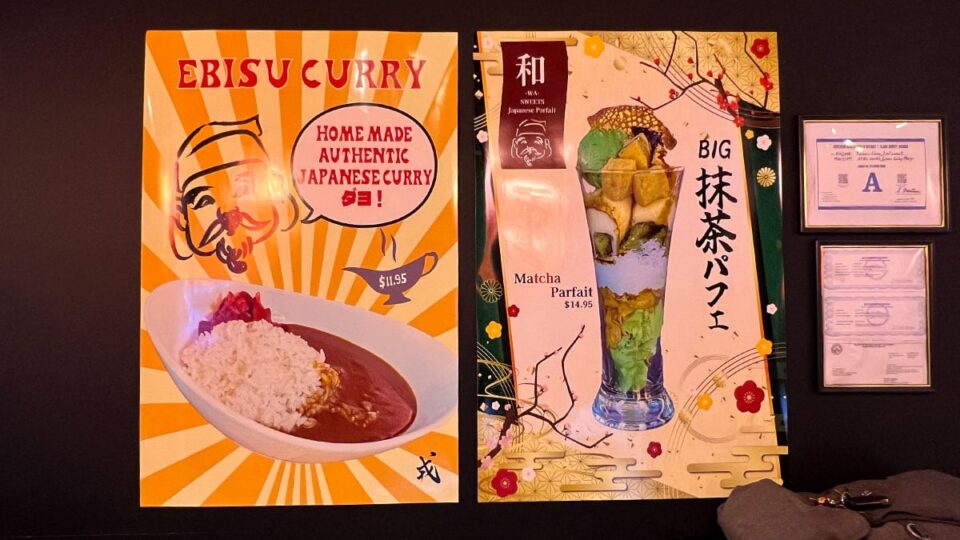 EBISU CURRY
HOME MADE
AUTHENTIC
JAPANESE CURRY
ダヨ!
$11.95
戎
和
-WA-
SWEETS
Japanese Parfait
BIG
抹茶パフェ
Matcha
Parfait
$14.95
A